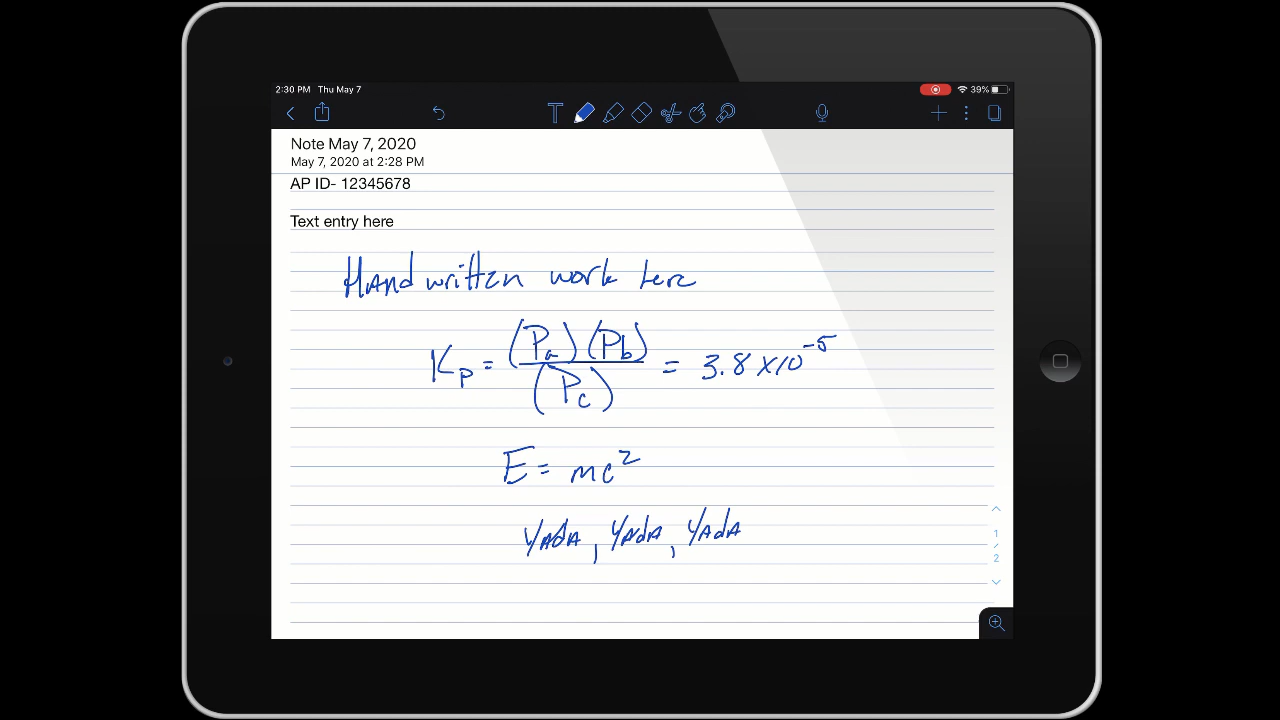 2:30 PM Thu May 7 39%
T
Note May 7, 2020
May 7, 2020 at 2:28 PM
AP ID- 12345678
Text entry here
Handwritten work here
Kp = (Pa)(Pb) / (Pc) = 3.8 x10^-5
E = mc²
YAdA, YAdA, YAdA
1
/
2